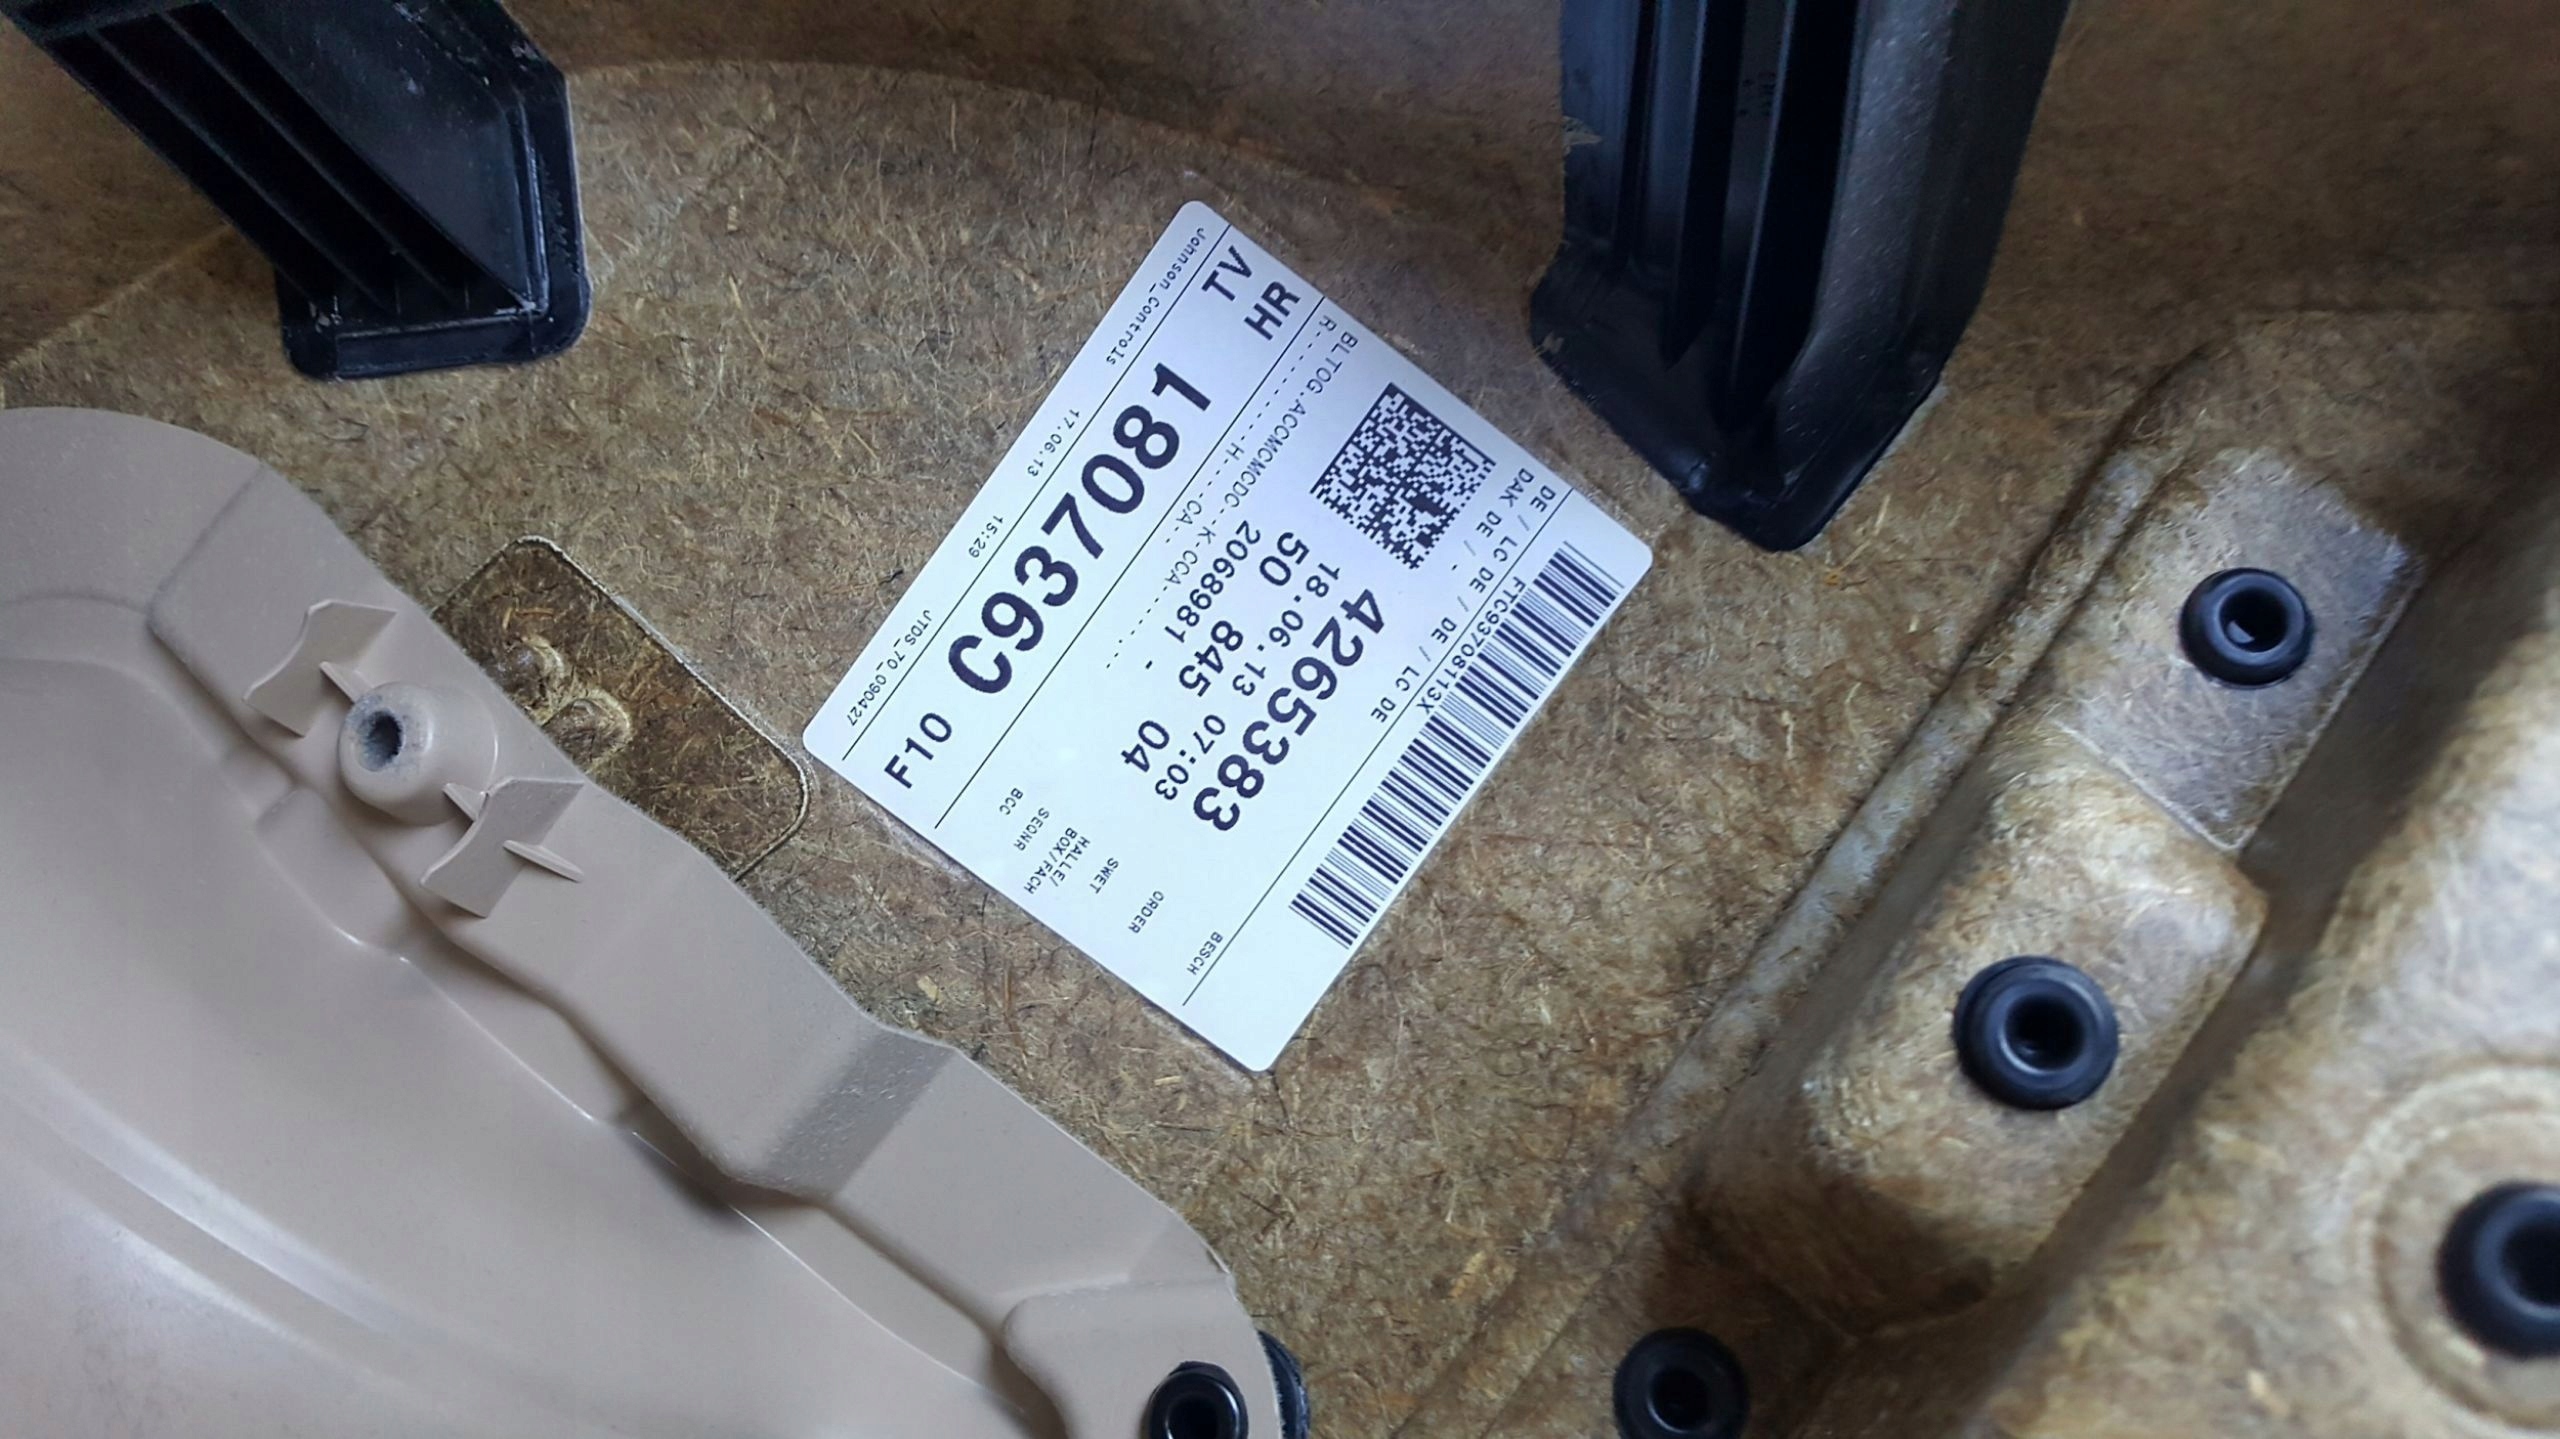 Johnson_Controls 17.06.13 15:29 JTDS_70_090427
TV HR C937081 F10
BLTOG.ACCMCMCDC--K-CCA------- -
R------------H----CA-----------
2068981 SEQNR BCC
50 845 04 HALLE/ BOX/FACH
18.06.13 07:03 SWET
4265383 ORDER
DAK DE / -
DE / LC DE / DE / LC DE BESCH
FTC93708113X